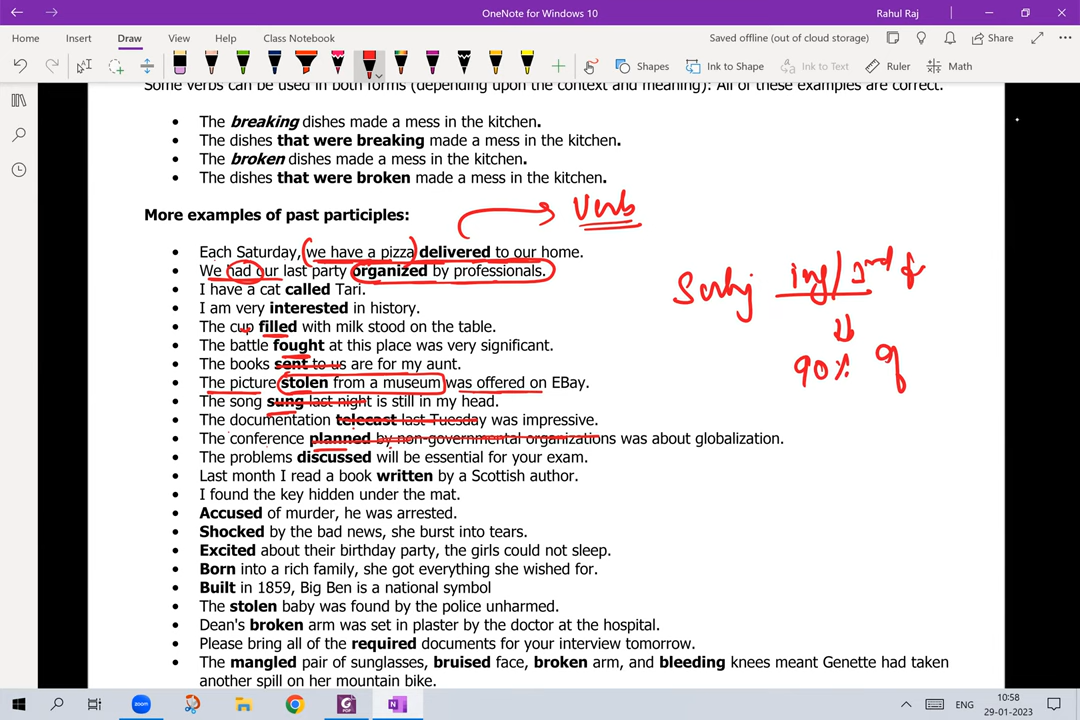 OneNote for Windows 10
Rahul Raj
Home Insert Draw View Help Class Notebook
Saved offline (out of cloud storage) Share
Shapes Ink to Shape Ink to Text Ruler Math
Some verbs can be used in both forms (depending upon the context and meaning): All of these examples are correct.
• The breaking dishes made a mess in the kitchen.
• The dishes that were breaking made a mess in the kitchen.
• The broken dishes made a mess in the kitchen.
• The dishes that were broken made a mess in the kitchen.
Verb
More examples of past participles:
• Each Saturday, (we have a pizza) delivered to our home.
• We had our last party organized by professionals.
ing/3rd f
• I have a cat called Tari.
• I am very interested in history.
• The cup filled with milk stood on the table.
• The battle fought at this place was very significant.
• The books sent to us are for my aunt.
90%
• The picture stolen from a museum was offered on EBay.
• The song sung last night is still in my head.
• The documentation telecast last Tuesday was impressive.
• The conference planned by non-governmental organizations was about globalization.
• The problems discussed will be essential for your exam.
• Last month I read a book written by a Scottish author.
• I found the key hidden under the mat.
• Accused of murder, he was arrested.
• Shocked by the bad news, she burst into tears.
• Excited about their birthday party, the girls could not sleep.
• Born into a rich family, she got everything she wished for.
• Built in 1859, Big Ben is a national symbol
• The stolen baby was found by the police unharmed.
• Dean's broken arm was set in plaster by the doctor at the hospital.
• Please bring all of the required documents for your interview tomorrow.
• The mangled pair of sunglasses, bruised face, broken arm, and bleeding knees meant Genette had taken
another spill on her mountain bike.
zoom
ENG
10:58
29-01-2023